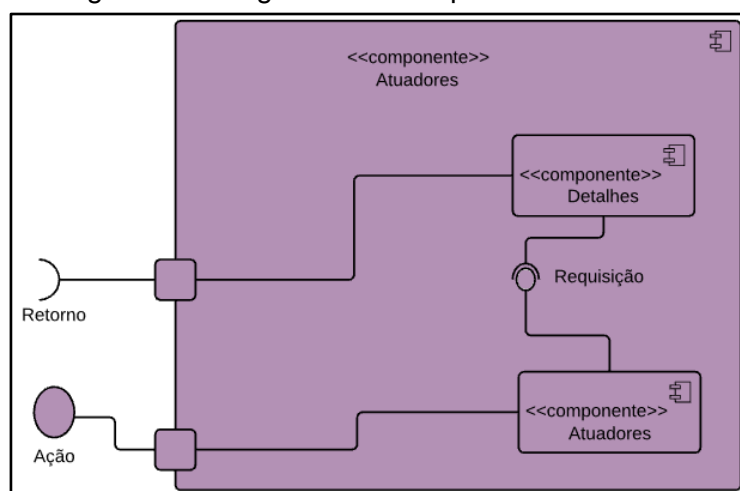 <<componente>>
Atuadores
<<componente>>
Detalhes
Requisição
Retorno
<<componente>>
Atuadores
Ação